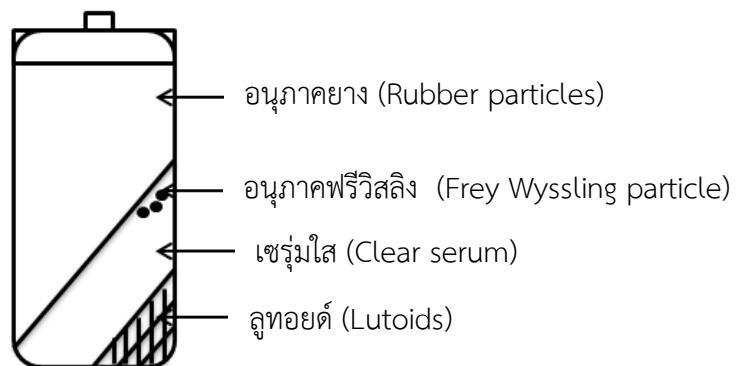 อนุภาคยาง (Rubber particles)
อนุภาคฟรีวิสลิง (Frey Wyssling particle)
เซรุ่มใส (Clear serum)
ลูทอยด์ (Lutoids)